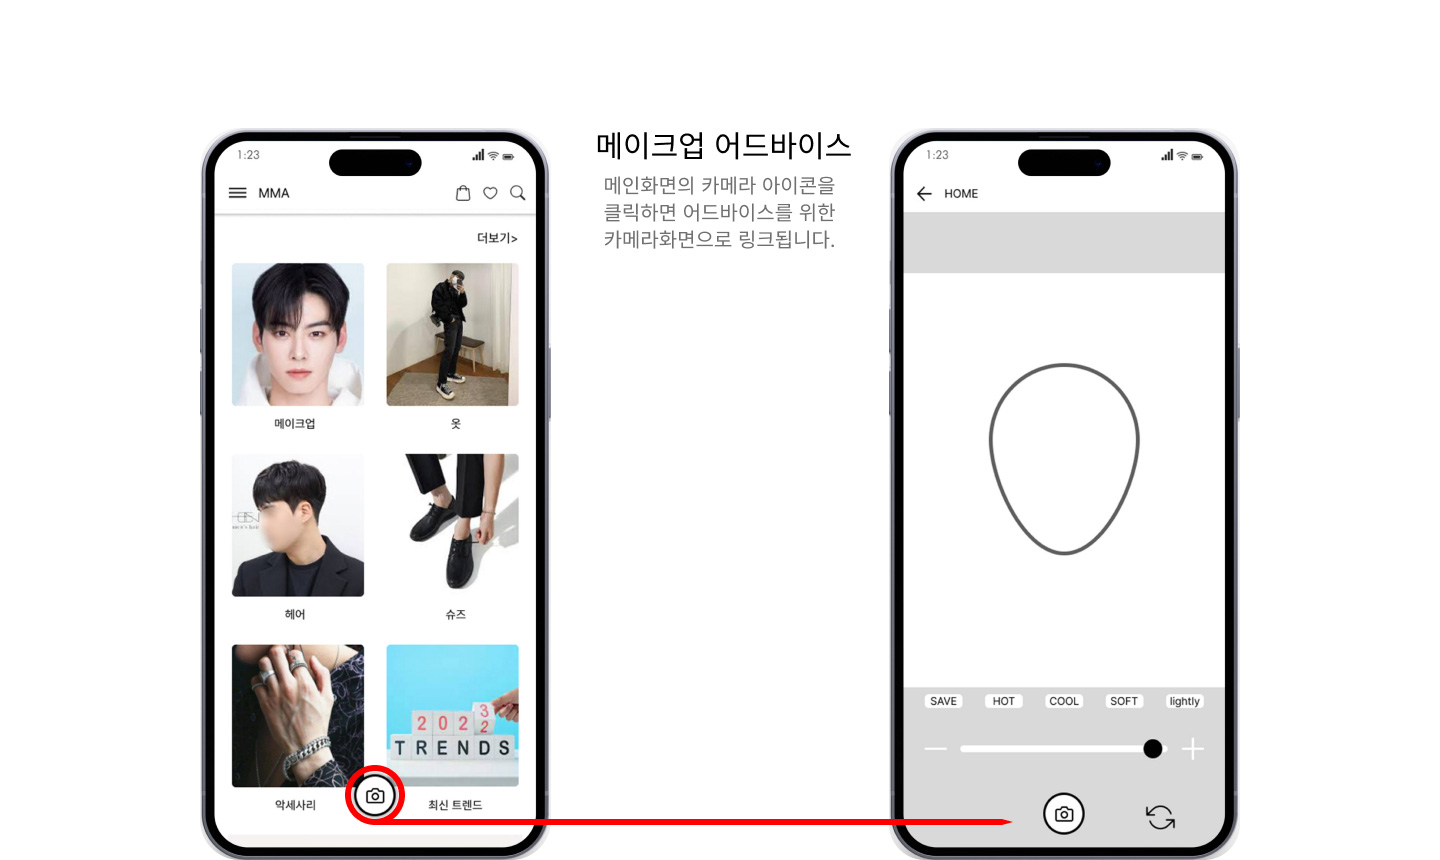 메이크업 어드바이스
메인화면의 카메라 아이콘을
클릭하면 어드바이스를 위한
카메라화면으로 링크됩니다.
1:23
MMA
더보기>
메이크업
옷
헤어
슈즈
2 0 2 3
2
TRENDS
악세사리
최신 트렌드
1:23
HOME
SAVE HOT COOL SOFT lightly